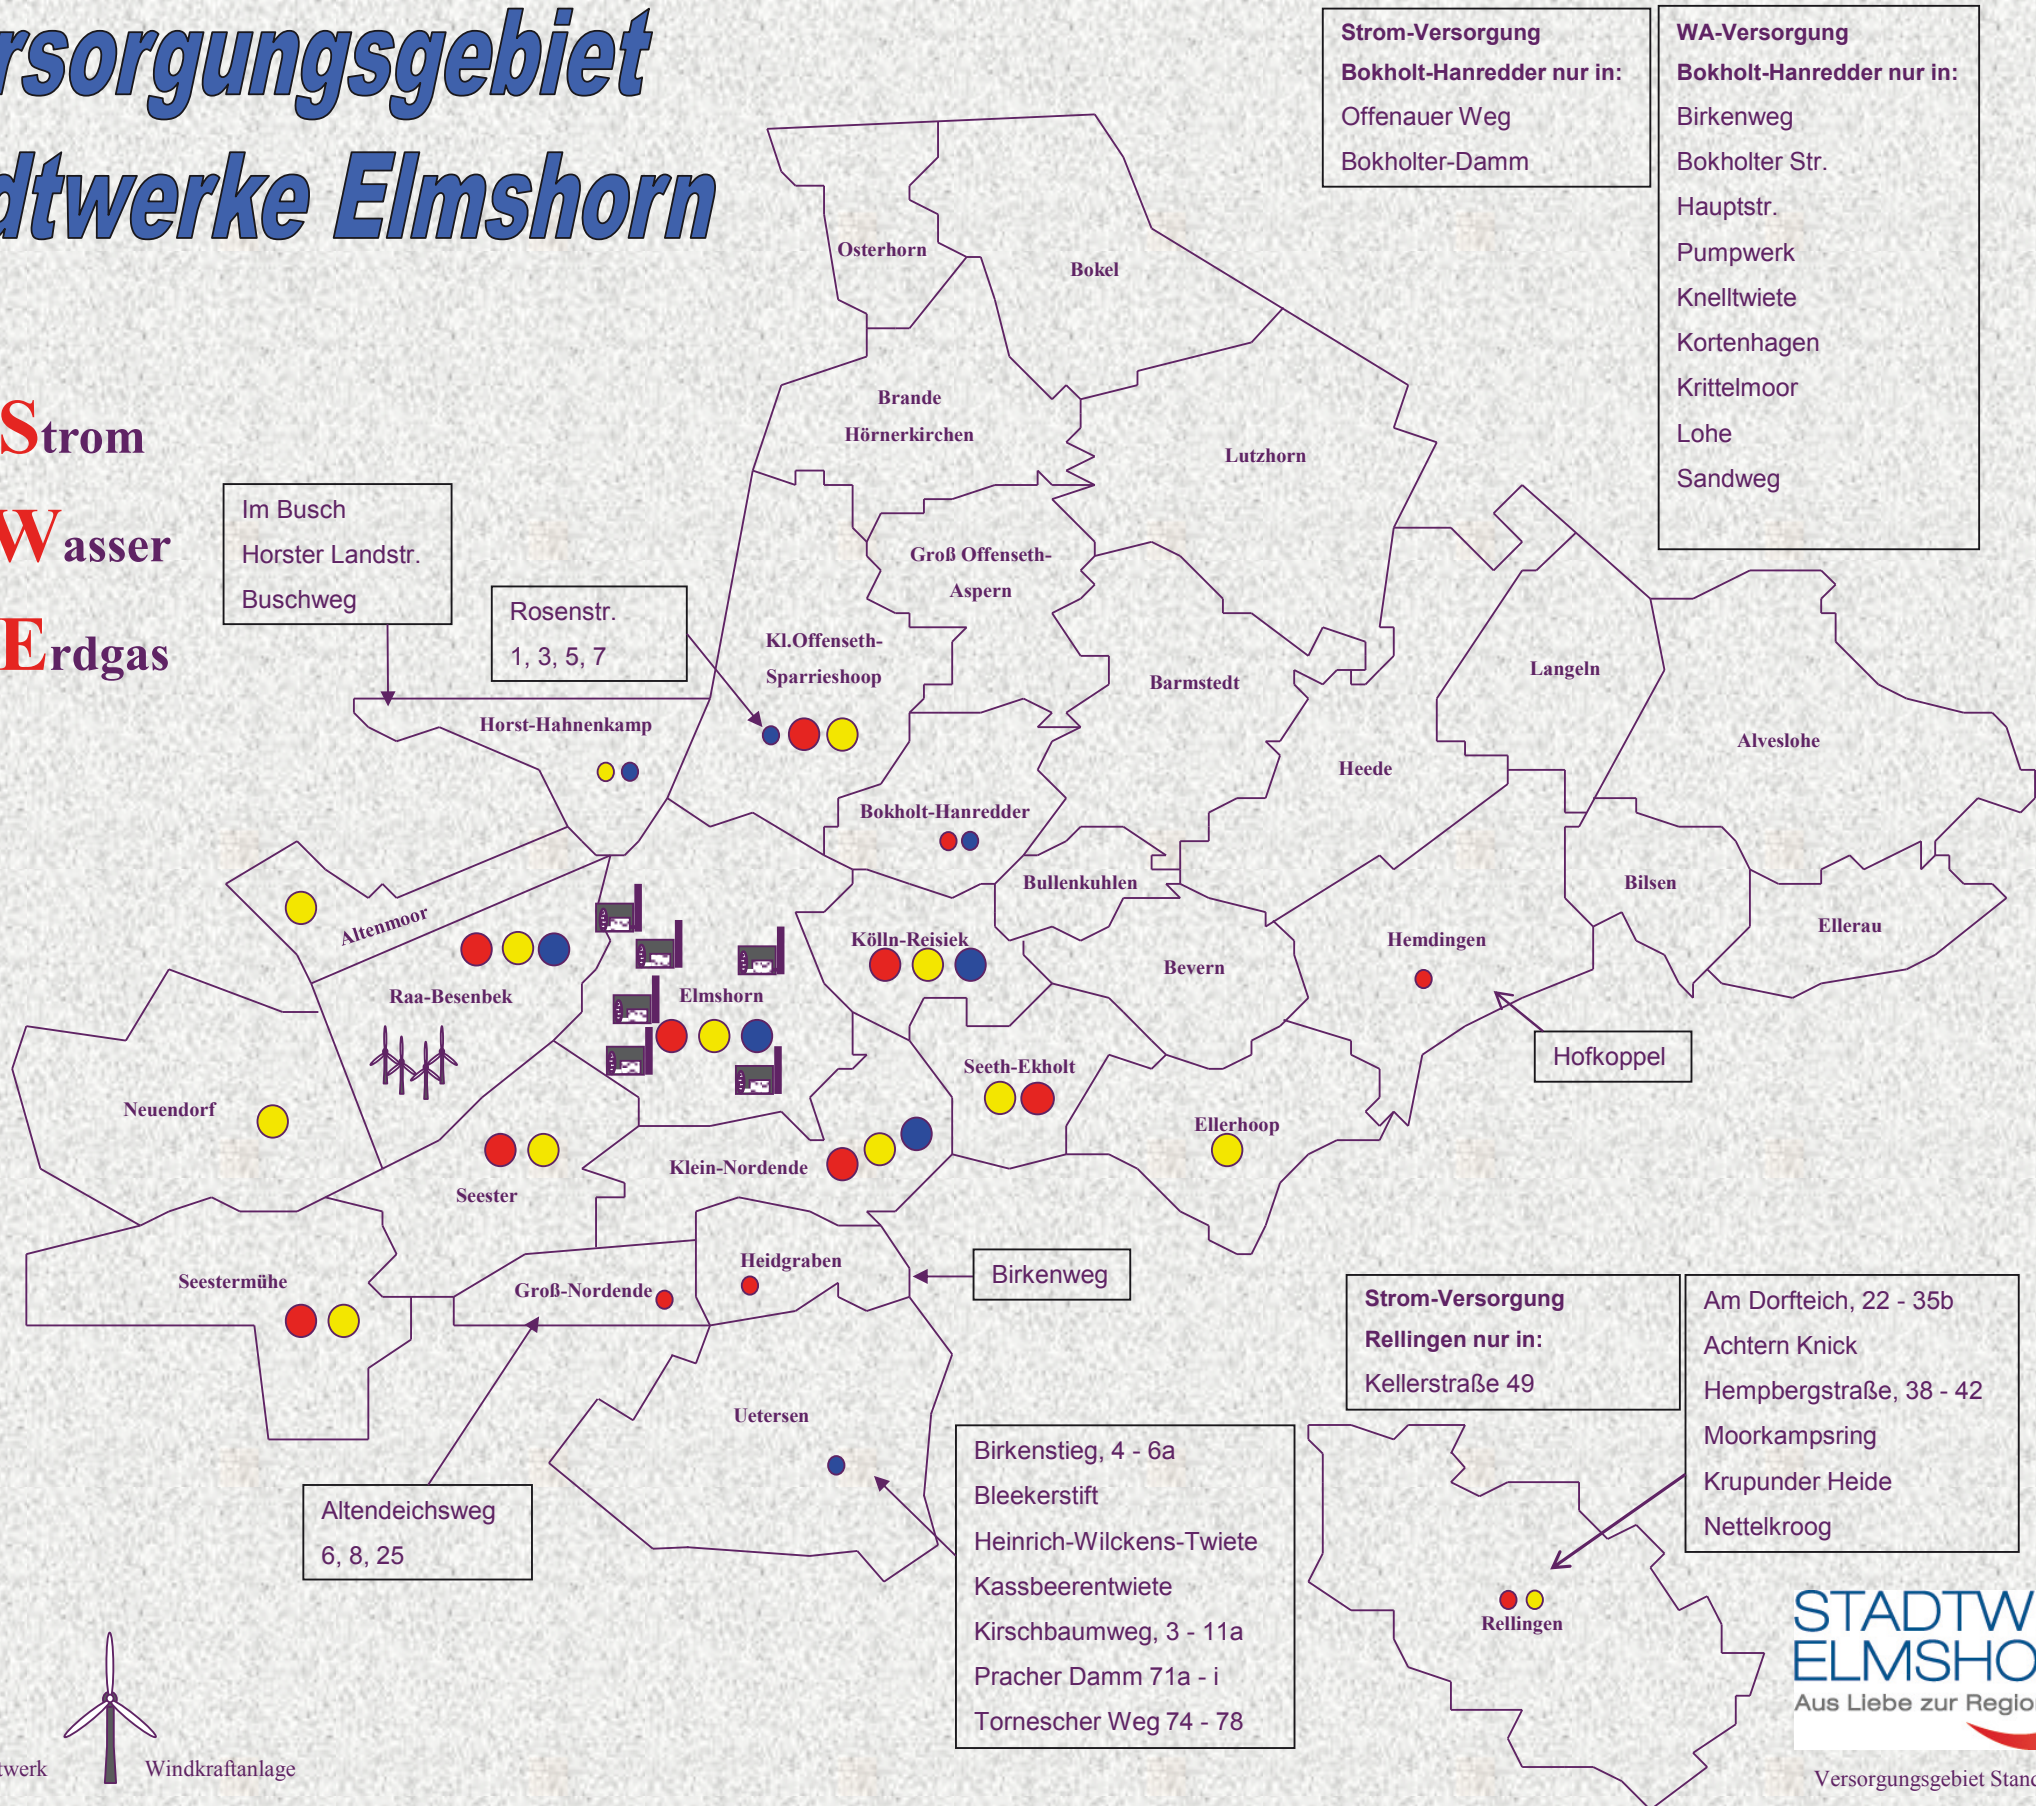 rsorgungsgebiet
dtwerke Elmshorn
Strom
Wasser
Erdgas
Strom-Versorgung
Bokholt-Hanredder nur in:
Offenauer Weg
Bokholter-Damm
WA-Versorgung
Bokholt-Hanredder nur in:
Birkenweg
Bokholter Str.
Hauptstr.
Pumpwerk
Knelltwiete
Kortenhagen
Krittelmoor
Lohe
Sandweg
Osterhorn
Bokel
Brande
Hörnerkirchen
Lutzhorn
Im Busch
Horster Landstr.
Buschweg
Rosenstr.
1, 3, 5, 7
Groß Offenseth-
Aspern
Kl.Offenseth-
Sparrieshoop
Barmstedt
Langeln
Horst-Hahnenkamp
Alveslohe
Heede
Bokholt-Hanredder
Bullenkuhlen
Bilsen
Altenmoor
Ellerau
Kölln-Reisiek
Hemdingen
Bevern
Raa-Besenbek
Elmshorn
Hofkoppel
Seeth-Ekholt
Neuendorf
Ellerhoop
Klein-Nordende
Seester
Heidgraben
Birkenweg
Seestermühe
Groß-Nordende
Strom-Versorgung
Rellingen nur in:
Kellerstraße 49
Am Dorfteich, 22 - 35b
Achtern Knick
Hempbergstraße, 38 - 42
Moorkampsring
Krupunder Heide
Nettelkroog
Uetersen
Birkenstieg, 4 - 6a
Bleekerstift
Heinrich-Wilckens-Twiete
Kassbeerentwiete
Kirschbaumweg, 3 - 11a
Pracher Damm 71a - i
Tornescher Weg 74 - 78
Altendeichsweg
6, 8, 25
Rellingen
STADTW
ELMSHO
Aus Liebe zur Regio
twerk
Windkraftanlage
Versorgungsgebiet Stand